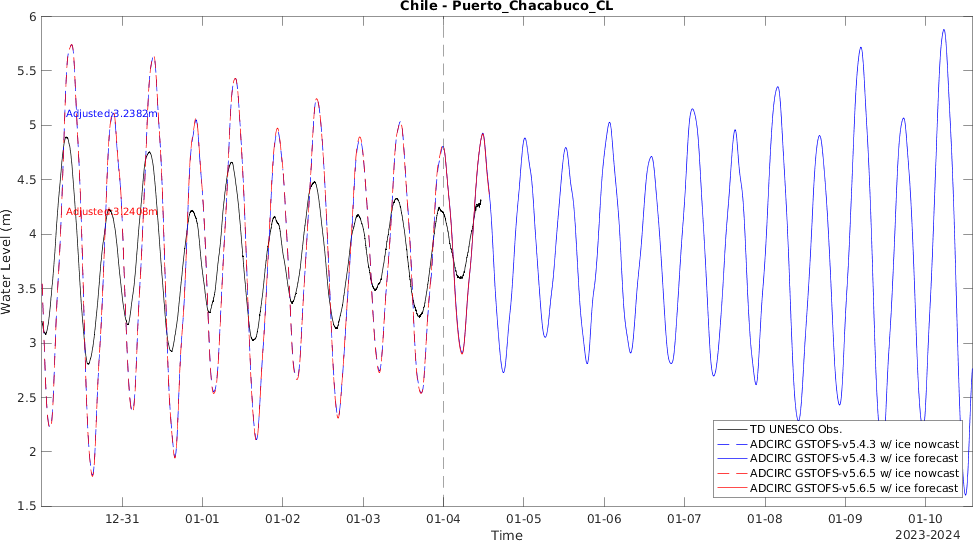 Chile - Puerto_Chacabuco_CL
Water Level (m)
6
5.5
5
4.5
4
3.5
3
2.5
2
1.5
Adjusted:3.2382m
Adjusted:3.2408m
TD UNESCO Obs.
ADCIRC GSTOFS-v5.4.3 w/ ice nowcast
ADCIRC GSTOFS-v5.4.3 w/ ice forecast
ADCIRC GSTOFS-v5.6.5 w/ ice nowcast
ADCIRC GSTOFS-v5.6.5 w/ ice forecast
12-31 01-01 01-02 01-03 01-04 01-05 01-06 01-07 01-08 01-09 01-10
Time
2023-2024